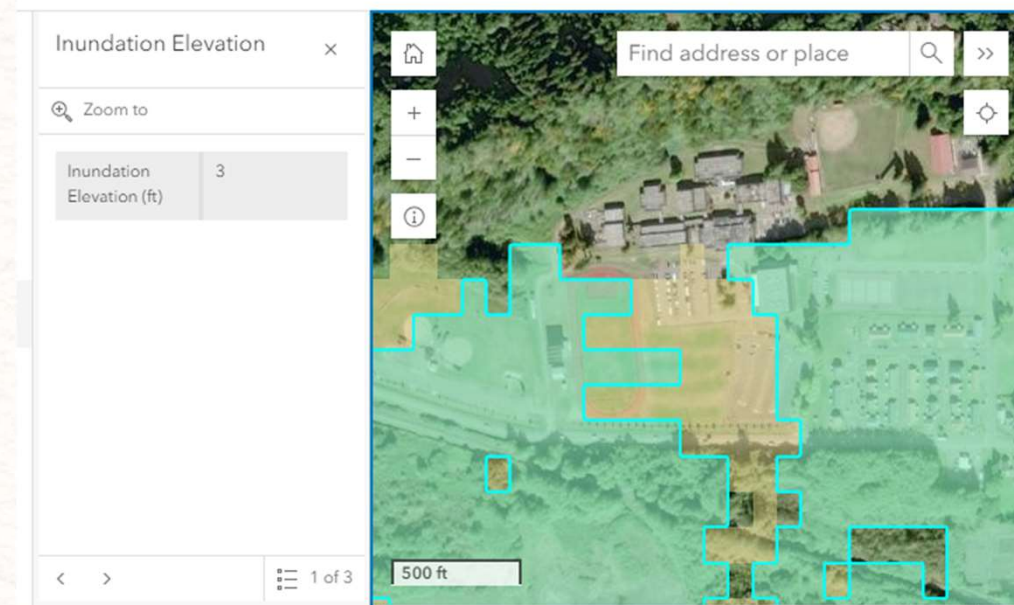 Inundation Elevation
Zoom to
Inundation
Elevation (ft)
3
1 of 3
Find address or place
500 ft